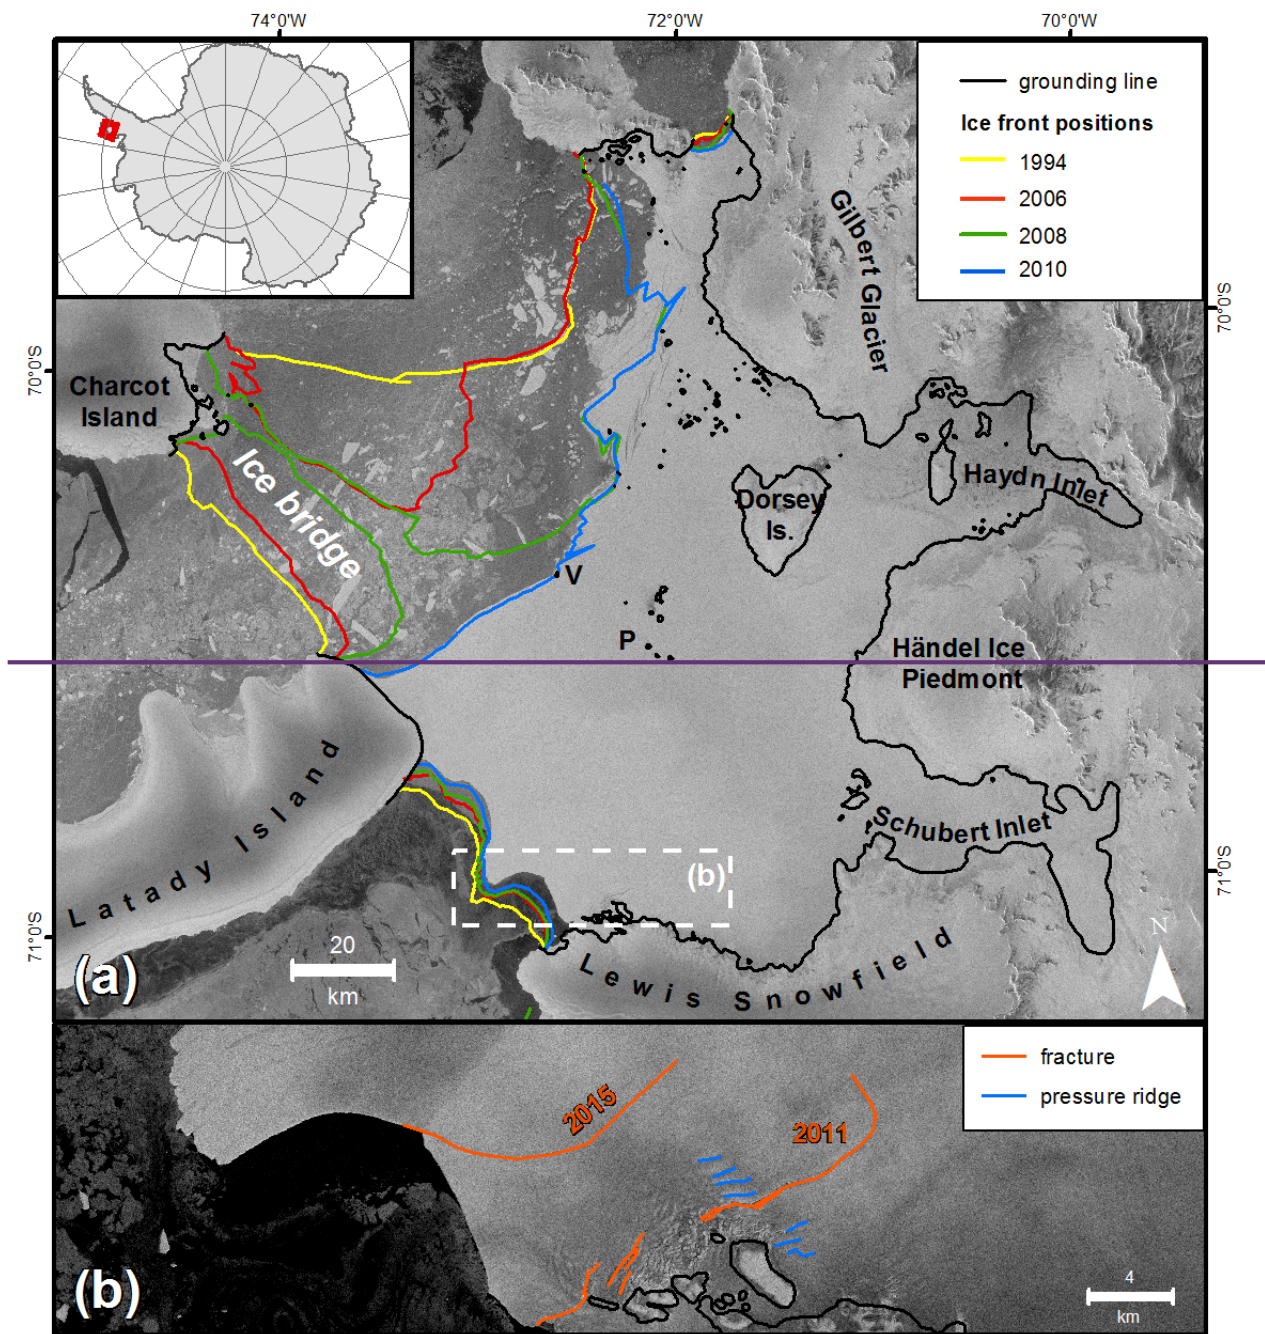 74°0'W
72°0'W
70°0'W
grounding line
Ice front positions
1994
2006
2008
2010
Gilbert Glacier
70°0'S
70°0'S
Charcot
Island
Ice bridge
Haydn Inlet
Dorsey
Is.
V
P
Händel Ice
Piedmont
Latady Island
Schubert Inlet
(b)
71°0'S
71°0'S
20
km
(a)
Lewis Snowfield
N
fracture
pressure ridge
2015
2011
(b)
4
km